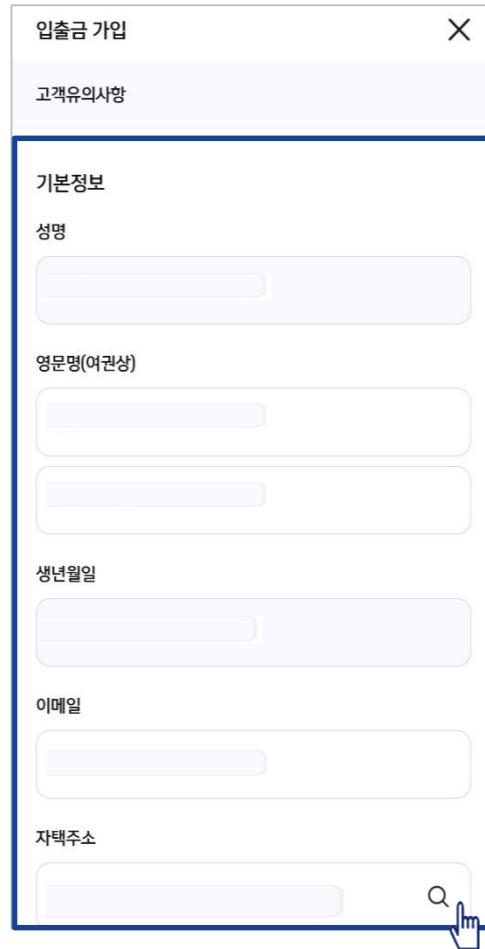 입출금 가입
고객유의사항
기본정보
성명
영문명(여권상)
생년월일
이메일
자택주소